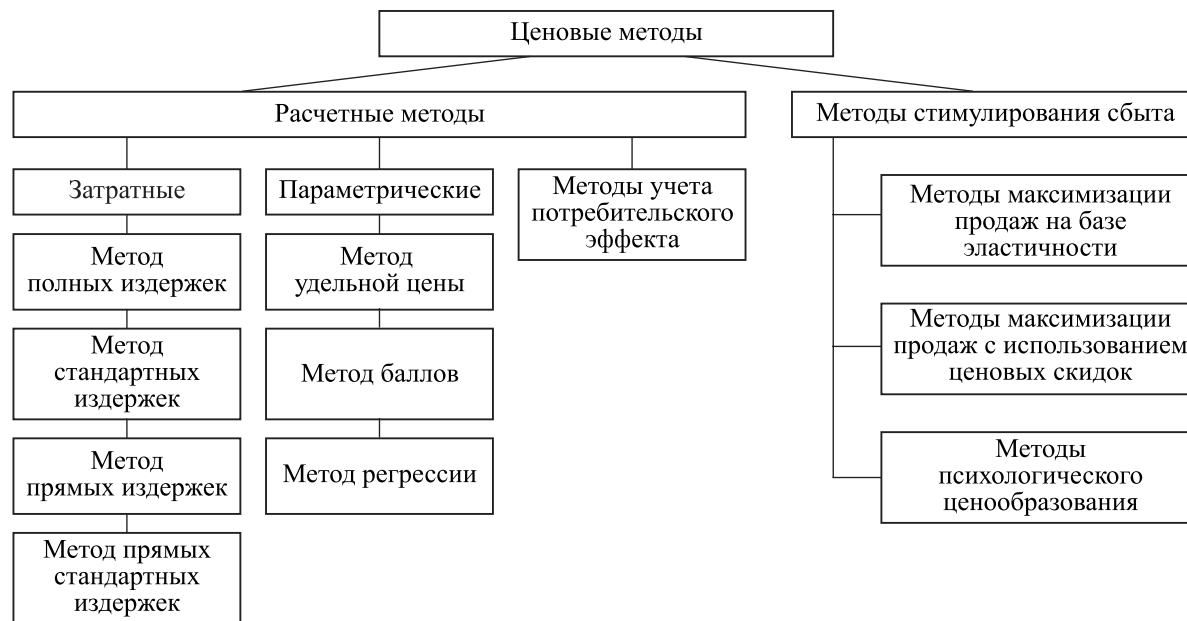 Ценовые методы
Расчетные методы
Методы стимулирования сбыта
Затратные
Параметрические
Методы учета
потребительского
эффекта
Метод
полных издержек
Метод
стандартных
издержек
Метод
прямых издержек
Метод прямых
стандартных
издержек
Метод
удельной цены
Метод баллов
Метод регрессии
Методы максимизации
продаж на базе
эластичности
Методы максимизации
продаж с использованием
ценовых скидок
Методы
психологического
ценообразования